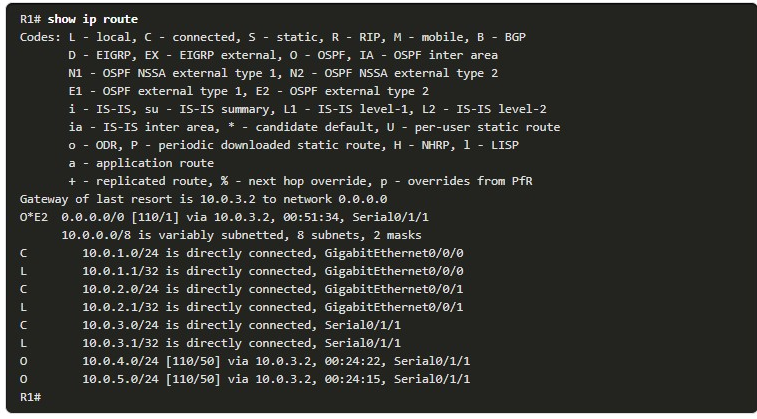 R1# show ip route
Codes: L - local, C - connected, S - static, R - RIP, M - mobile, B - BGP
       D - EIGRP, EX - EIGRP external, O - OSPF, IA - OSPF inter area
       N1 - OSPF NSSA external type 1, N2 - OSPF NSSA external type 2
       E1 - OSPF external type 1, E2 - OSPF external type 2
       i - IS-IS, su - IS-IS summary, L1 - IS-IS level-1, L2 - IS-IS level-2
       ia - IS-IS inter area, * - candidate default, U - per-user static route
       o - ODR, P - periodic downloaded static route, H - NHRP, l - LISP
       a - application route
       + - replicated route, % - next hop override, p - overrides from PfR
Gateway of last resort is 10.0.3.2 to network 0.0.0.0
O*E2  0.0.0.0/0 [110/1] via 10.0.3.2, 00:51:34, Serial0/1/1
      10.0.0.0/8 is variably subnetted, 8 subnets, 2 masks
C        10.0.1.0/24 is directly connected, GigabitEthernet0/0/0
L        10.0.1.1/32 is directly connected, GigabitEthernet0/0/0
C        10.0.2.0/24 is directly connected, GigabitEthernet0/0/1
L        10.0.2.1/32 is directly connected, GigabitEthernet0/0/1
C        10.0.3.0/24 is directly connected, Serial0/1/1
L        10.0.3.1/32 is directly connected, Serial0/1/1
O        10.0.4.0/24 [110/50] via 10.0.3.2, 00:24:22, Serial0/1/1
O        10.0.5.0/24 [110/50] via 10.0.3.2, 00:24:15, Serial0/1/1
R1#